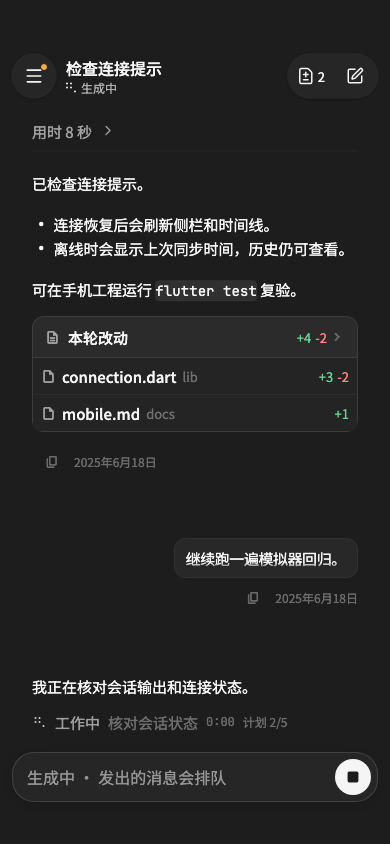 检查连接提示
生成中
2
用时 8 秒
已检查连接提示。
• 连接恢复后会刷新侧栏和时间线。
• 离线时会显示上次同步时间，历史仍可查看。
可在手机工程运行 flutter test 复验。
本轮改动 +4 -2
connection.dart lib +3 -2
mobile.md docs +1
2025年6月18日
继续跑一遍模拟器回归。
2025年6月18日
我正在核对会话输出和连接状态。
工作中 核对会话状态 0:00 计划 2/5
生成中 · 发出的消息会排队